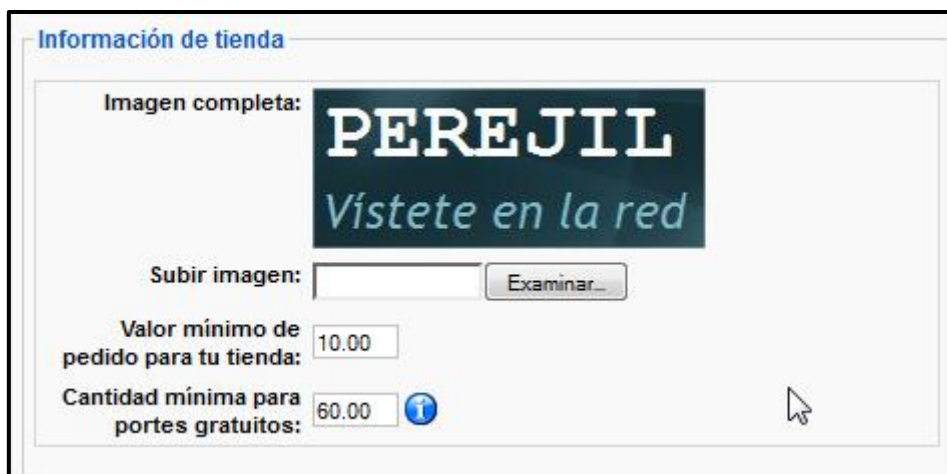 Información de tienda
Imagen completa:
PEREJIL
Vístete en la red
Subir imagen:
Examinar...
Valor mínimo de
pedido para tu tienda:
10.00
Cantidad mínima para
portes gratuitos:
60.00